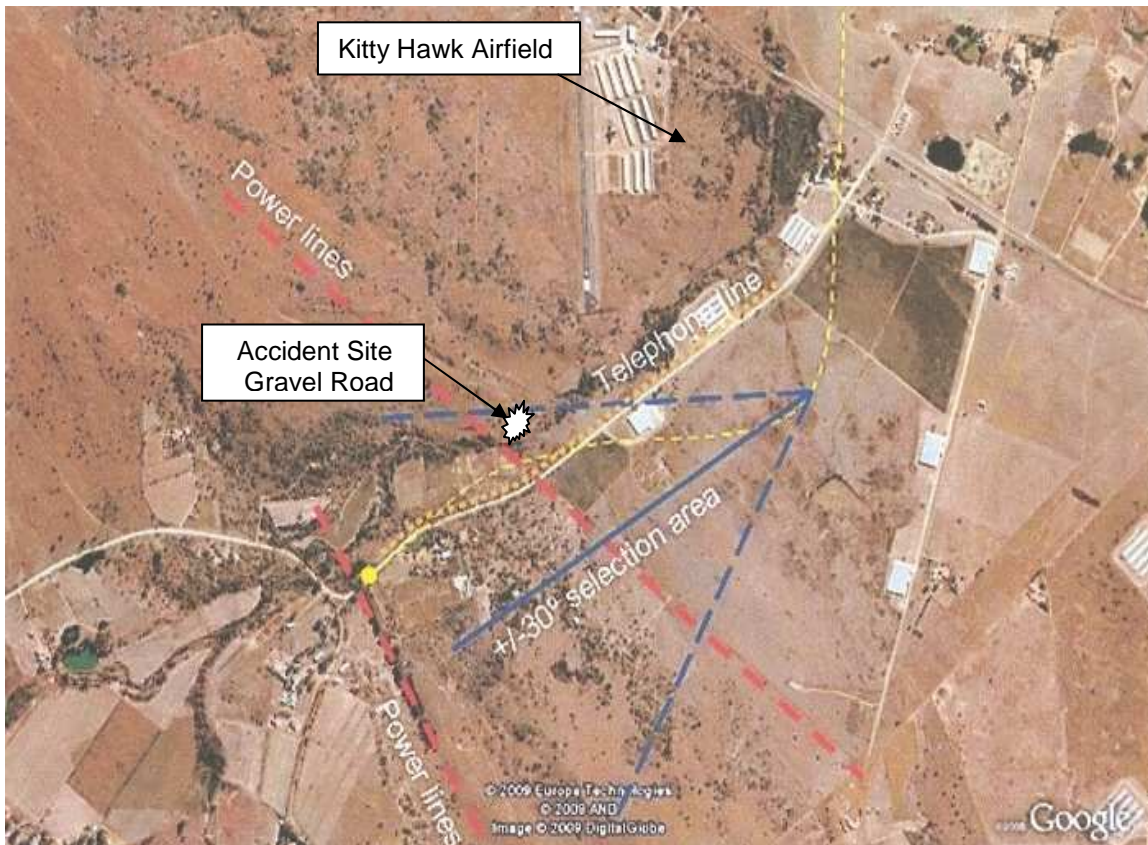 Kitty Hawk Airfield
Power lines
Telephone line
Accident Site
Gravel Road
+/-30º selection area
Power lines
© 2009 Europa Technologies
© 2009 AND
Image © 2009 DigitalGlobe
Google